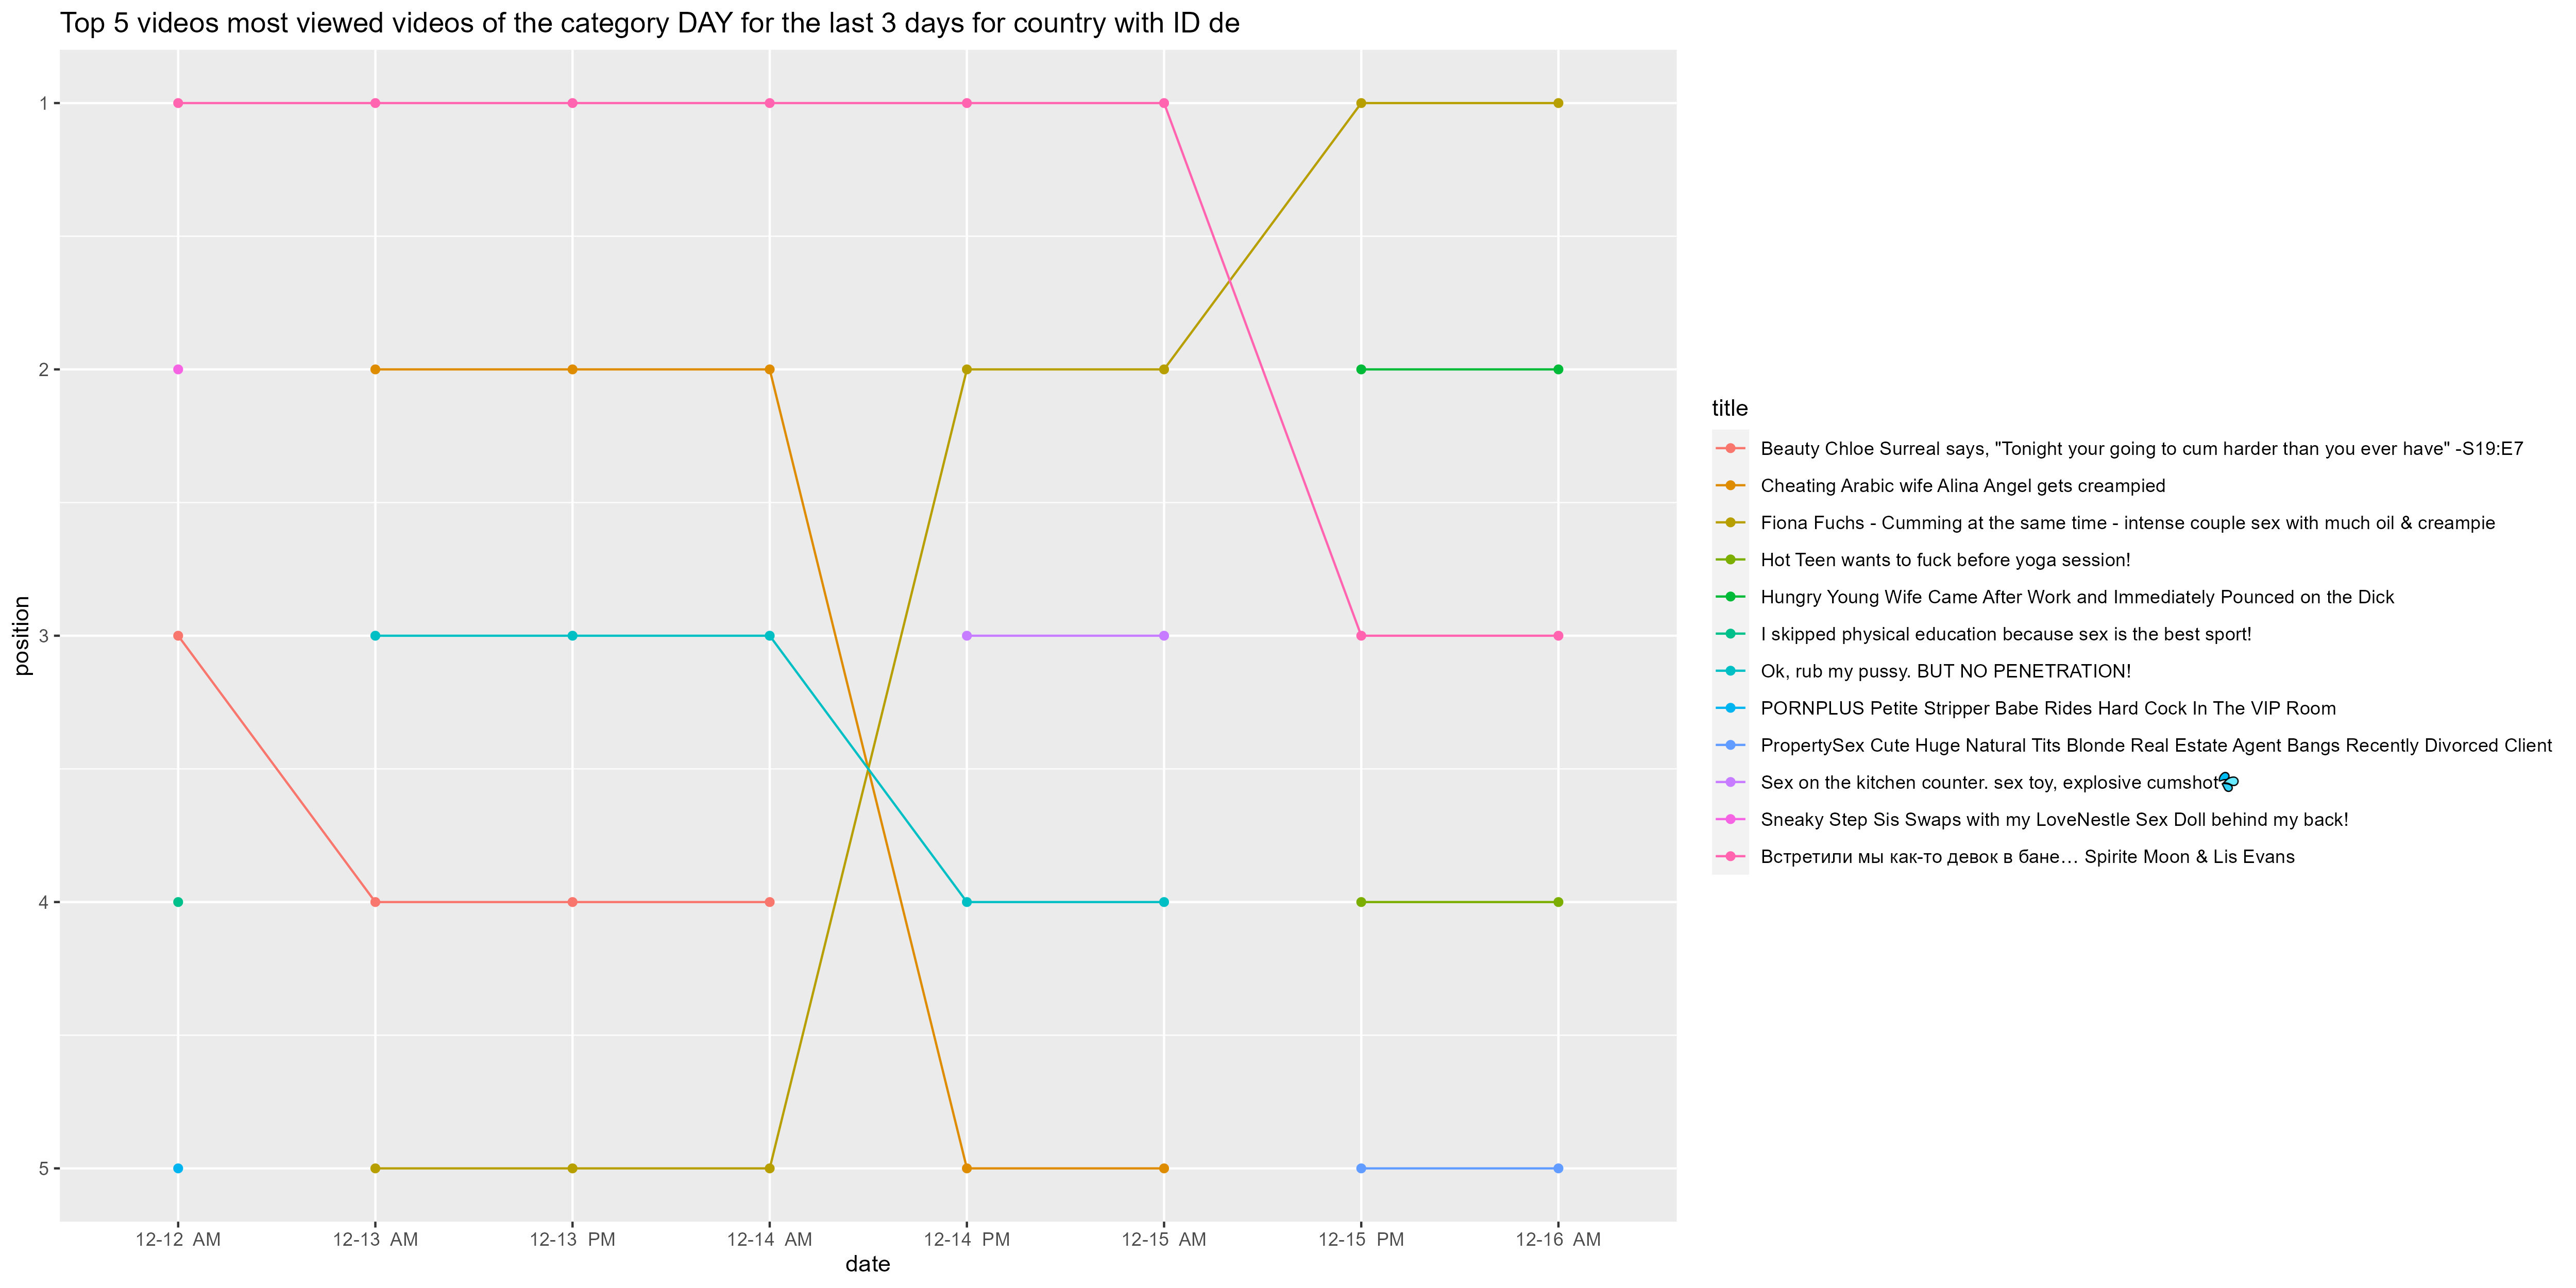 Top 5 videos most viewed videos of the category DAY for the last 3 days for country with ID de
position
1
2
3
4
5
12-12 AM
12-13 AM
12-13 PM
12-14 AM
12-14 PM
12-15 AM
12-15 PM
12-16 AM
date
title
Beauty Chloe Surreal says, "Tonight your going to cum harder than you ever have" -S19:E7
Cheating Arabic wife Alina Angel gets creampied
Fiona Fuchs - Cumming at the same time - intense couple sex with much oil & creampie
Hot Teen wants to fuck before yoga session!
Hungry Young Wife Came After Work and Immediately Pounced on the Dick
I skipped physical education because sex is the best sport!
Ok, rub my pussy. BUT NO PENETRATION!
PORNPLUS Petite Stripper Babe Rides Hard Cock In The VIP Room
PropertySex Cute Huge Natural Tits Blonde Real Estate Agent Bangs Recently Divorced Client
Sex on the kitchen counter. sex toy, explosive cumshot💦
Sneaky Step Sis Swaps with my LoveNestle Sex Doll behind my back!
Встретили мы как-то девок в бане… Spirite Moon & Lis Evans